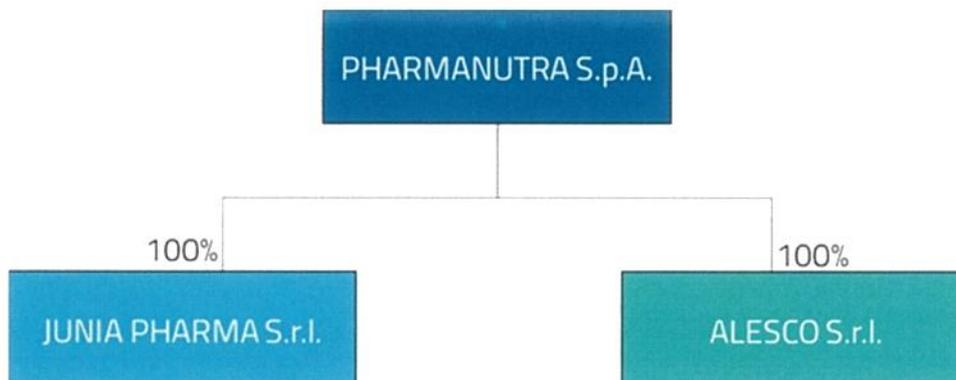 PHARMANUTRA S.p.A.
100%
100%
JUNIA PHARMA S.r.l.
ALESCO S.r.l.